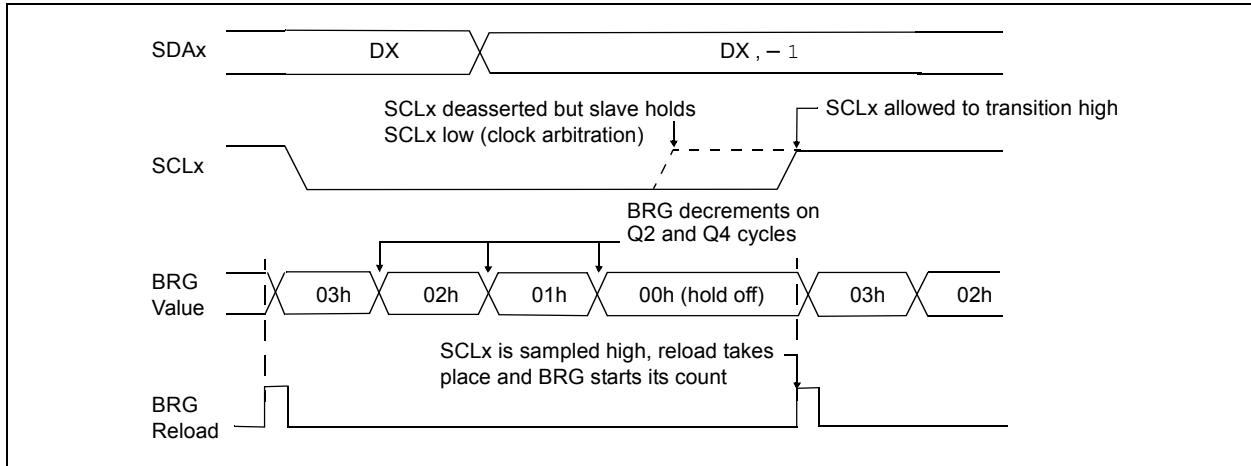 SDAx
DX
DX , – 1
SCLx deasserted but slave holds
SCLx low (clock arbitration)
SCLx allowed to transition high
SCLx
BRG decrements on
Q2 and Q4 cycles
BRG
Value
03h
02h
01h
00h (hold off)
03h
02h
SCLx is sampled high, reload takes
place and BRG starts its count
BRG
Reload